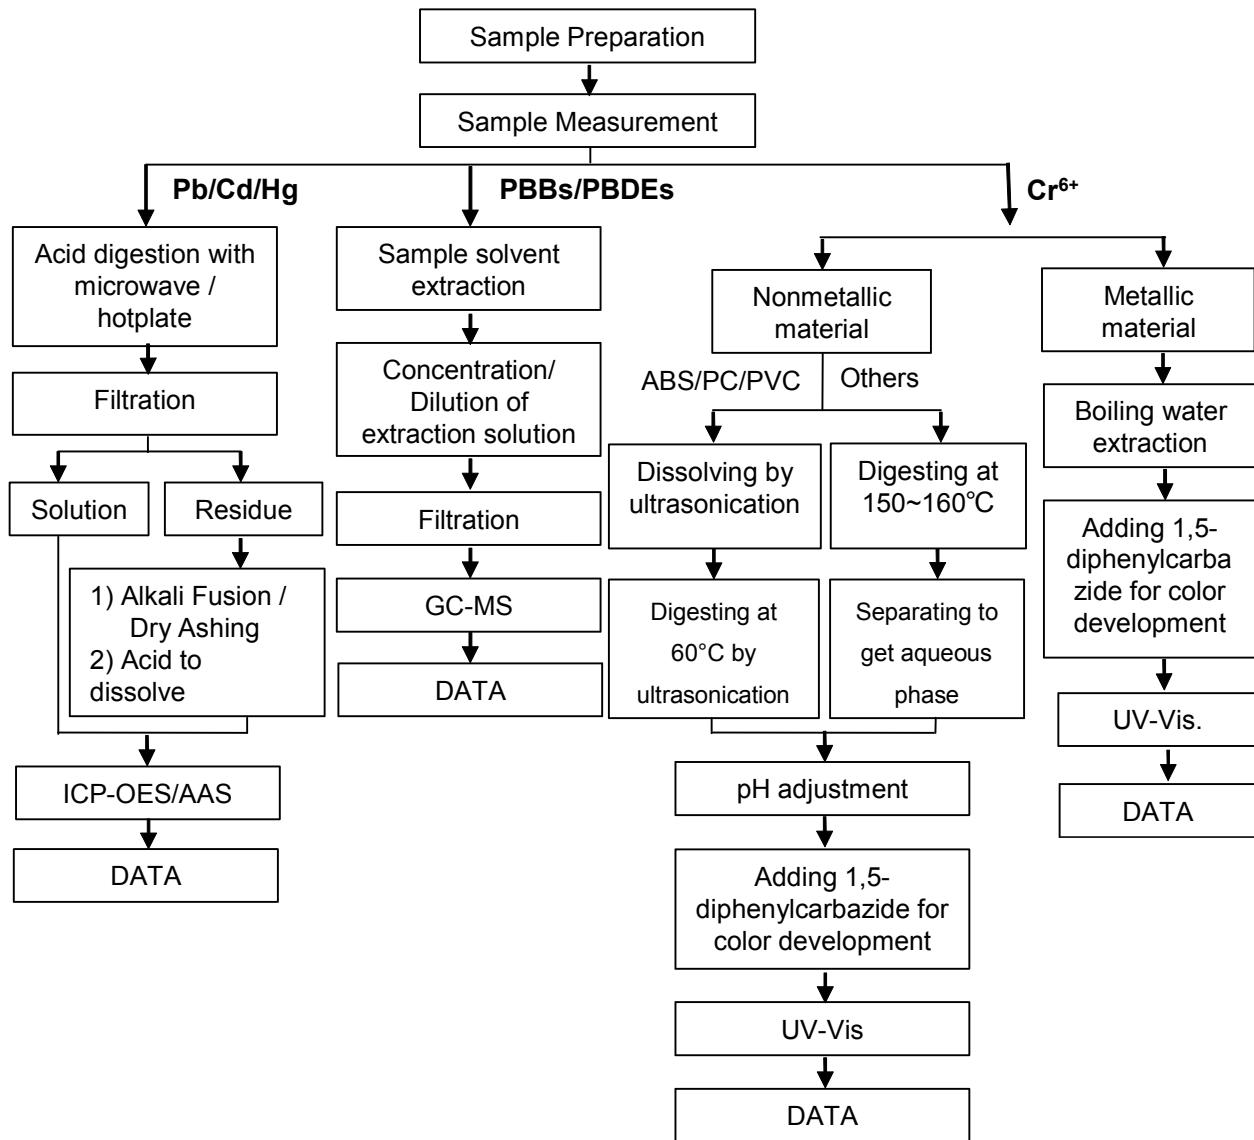 Sample Preparation
Sample Measurement
Pb/Cd/Hg
PBBs/PBDEs
Cr⁶⁺
Acid digestion with
microwave /
hotplate
Filtration
Solution
Residue
1) Alkali Fusion /
Dry Ashing
2) Acid to
dissolve
ICP-OES/AAS
DATA
Sample solvent
extraction
Concentration/
Dilution of
extraction solution
Filtration
GC-MS
DATA
Nonmetallic
material
ABS/PC/PVC
Others
Dissolving by
ultrasonication
Digesting at
60°C by
ultrasonication
Digesting at
150~160℃
Separating to
get aqueous
phase
pH adjustment
Adding 1,5-
diphenylcarbazide for
color development
UV-Vis
DATA
Metallic
material
Boiling water
extraction
Adding 1,5-
diphenylcarba
zide for color
development
UV-Vis.
DATA